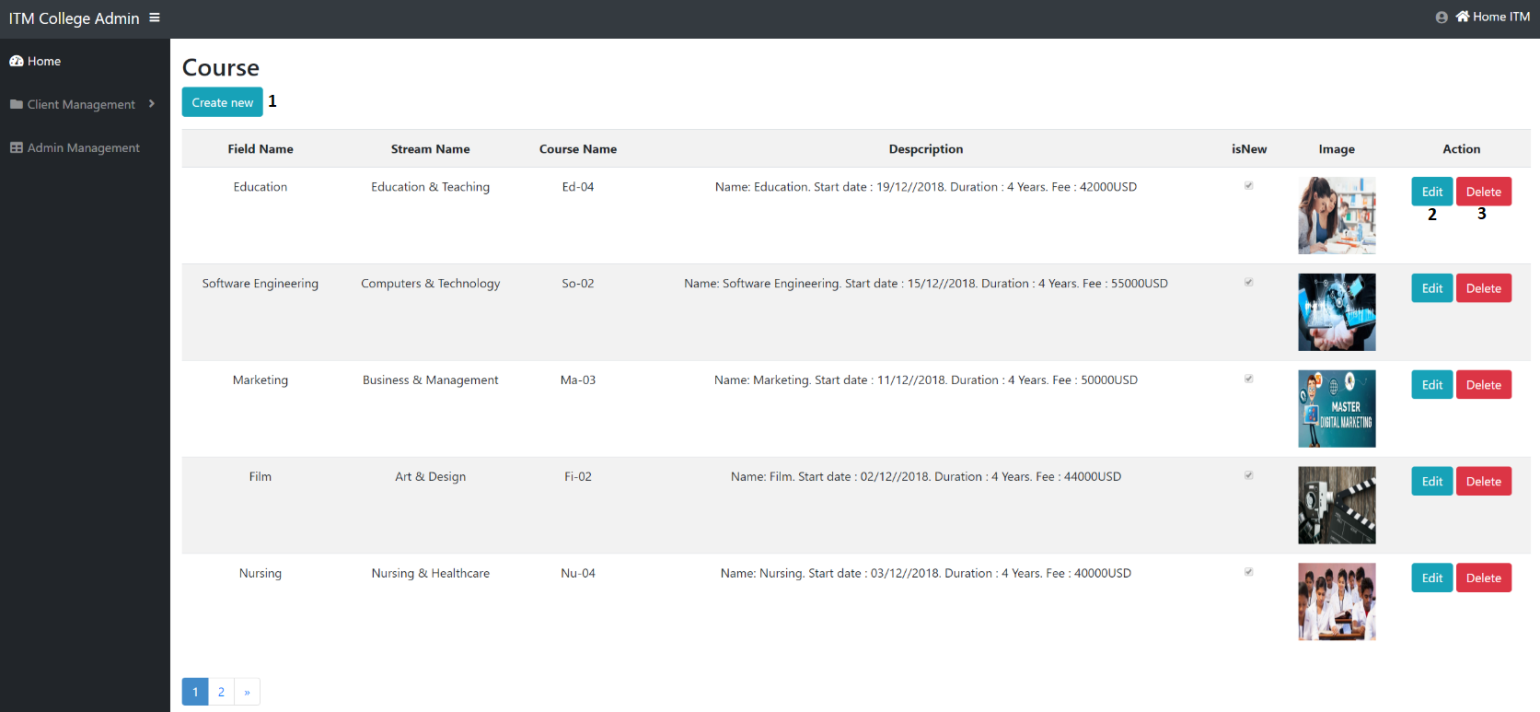 ITM College Admin
Home ITM
Home
Client Management
Admin Management
Course
Create new 1
Field Name Stream Name Course Name Despcription isNew Image Action
Education Education & Teaching Ed-04 Name: Education. Start date : 19/12//2018. Duration : 4 Years. Fee : 42000USD Edit Delete
2 3
Software Engineering Computers & Technology So-02 Name: Software Engineering. Start date : 15/12//2018. Duration : 4 Years. Fee : 55000USD Edit Delete
Marketing Business & Management Ma-03 Name: Marketing. Start date : 11/12//2018. Duration : 4 Years. Fee : 50000USD Edit Delete
MASTER
DIGITAL MARKETING
Film Art & Design Fi-02 Name: Film. Start date : 02/12//2018. Duration : 4 Years. Fee : 44000USD Edit Delete
Nursing Nursing & Healthcare Nu-04 Name: Nursing. Start date : 03/12//2018. Duration : 4 Years. Fee : 40000USD Edit Delete
1 2 »